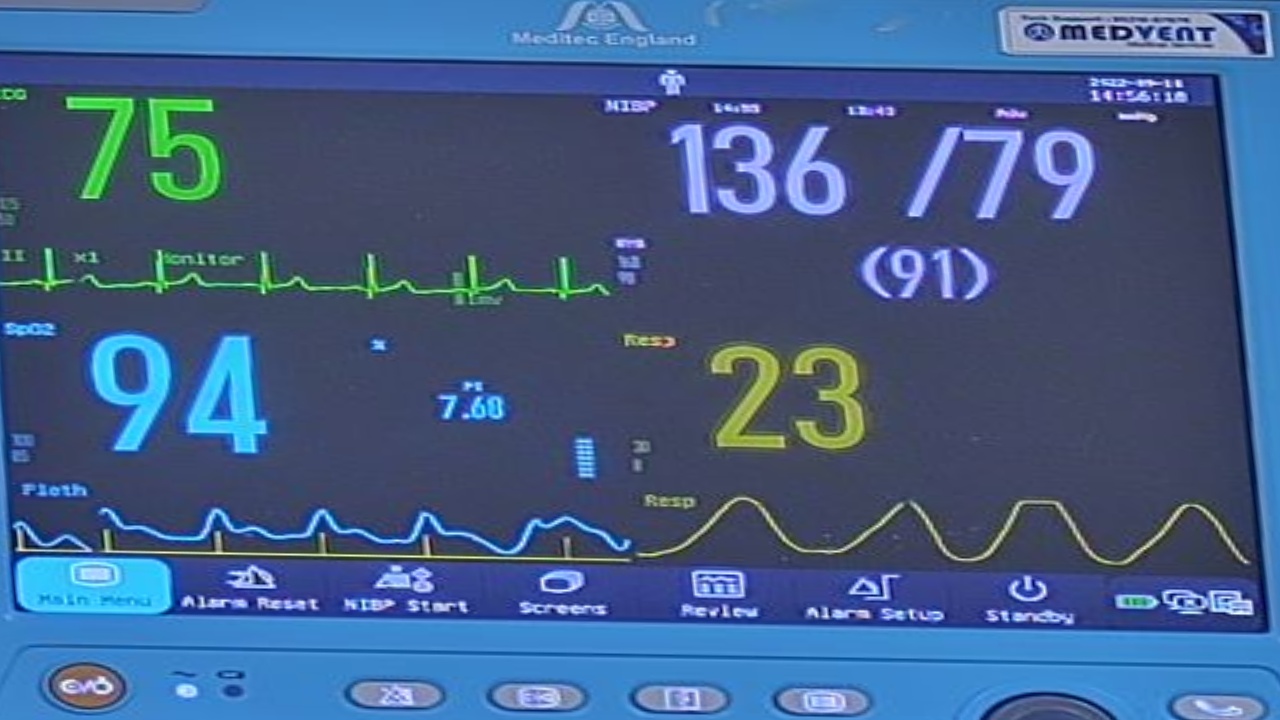 Meditec England
MEDVENT
14:56:18
75
NIBP
136 /79
(91)
II x1 Monitor
SpO2
94
%
PI
7.60
Resp
23
Pleth
Resp
Main Menu
Alarm Reset
NIBP Start
Screens
Review
Alarm Setup
Standby